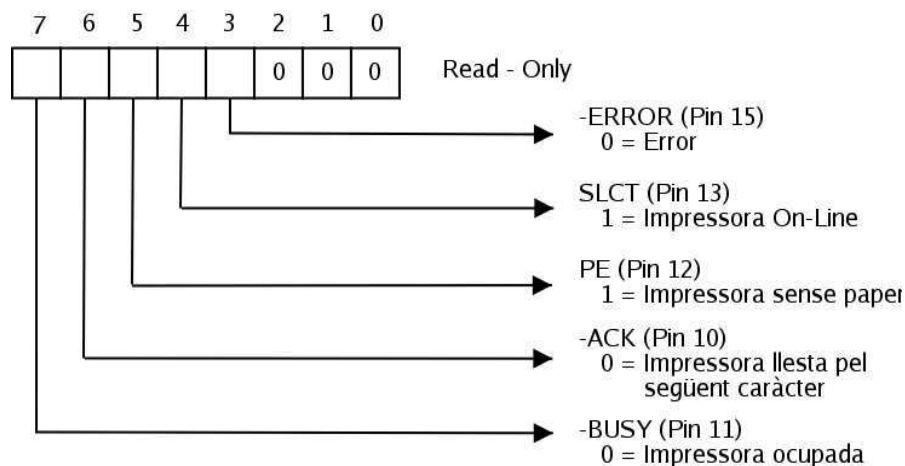 7 6 5 4 3 2 1 0
0 0 0 Read - Only
-ERROR (Pin 15)
0 = Error
SLCT (Pin 13)
1 = Impressora On-Line
PE (Pin 12)
1 = Impressora sense paper
-ACK (Pin 10)
0 = Impressora llesta pel
següent caràcter
-BUSY (Pin 11)
0 = Impressora ocupada